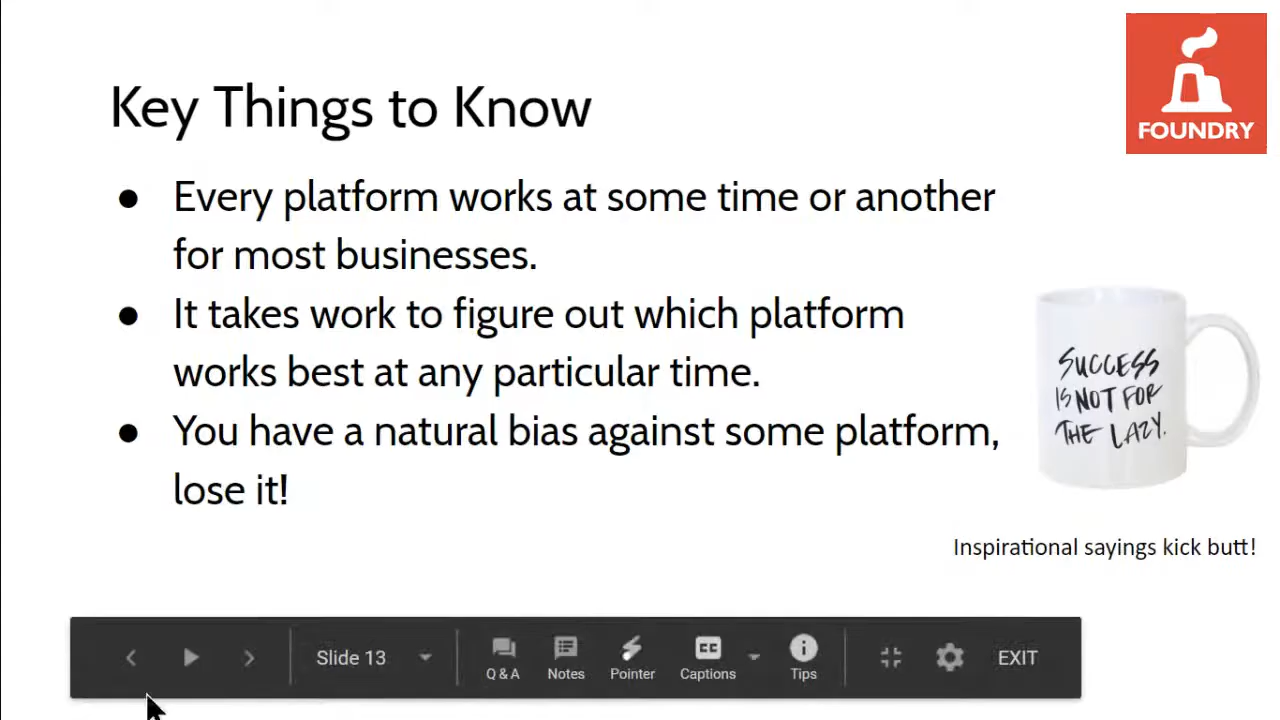 FOUNDRY
Key Things to Know
● Every platform works at some time or another
for most businesses.
● It takes work to figure out which platform
works best at any particular time.
● You have a natural bias against some platform,
lose it!
SUCCESS
IS NOT FOR
THE LAZY.
Inspirational sayings kick butt!
Slide 13
Q & A
Notes
Pointer
CC
Captions
Tips
EXIT